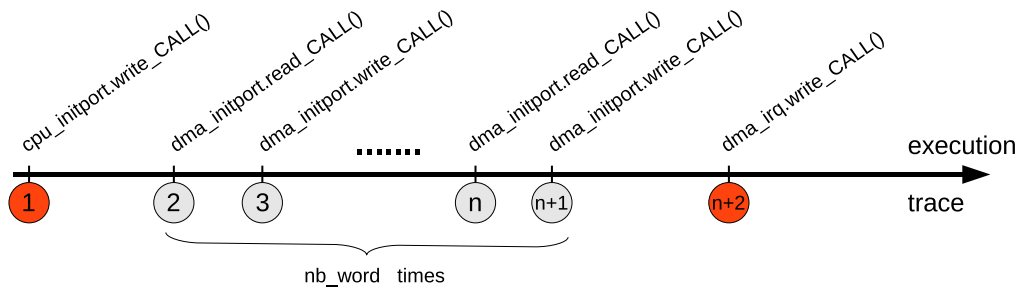 cpu_initport.write_CALL()
dma_initport.read_CALL()
dma_initport.write_CALL()
.......
dma_initport.read_CALL()
dma_initport.write_CALL()
dma_irq.write_CALL()
execution
1
2
3
n
n+1
n+2
trace
nb_word times